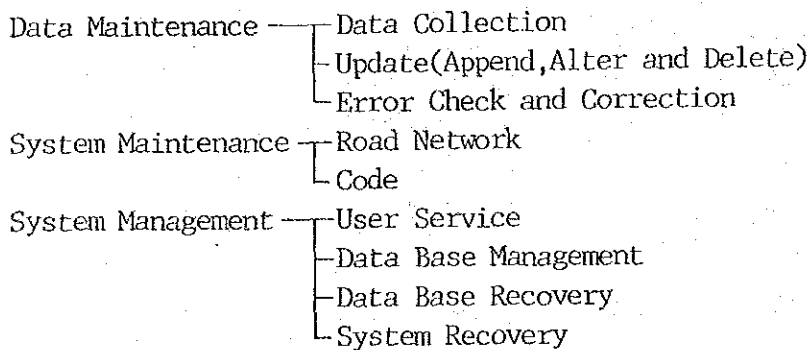 Data Maintenance Data Collection
Update(Append,Alter and Delete)
Error Check and Correction
System Maintenance Road Network
Code
System Management User Service
Data Base Management
Data Base Recovery
System Recovery